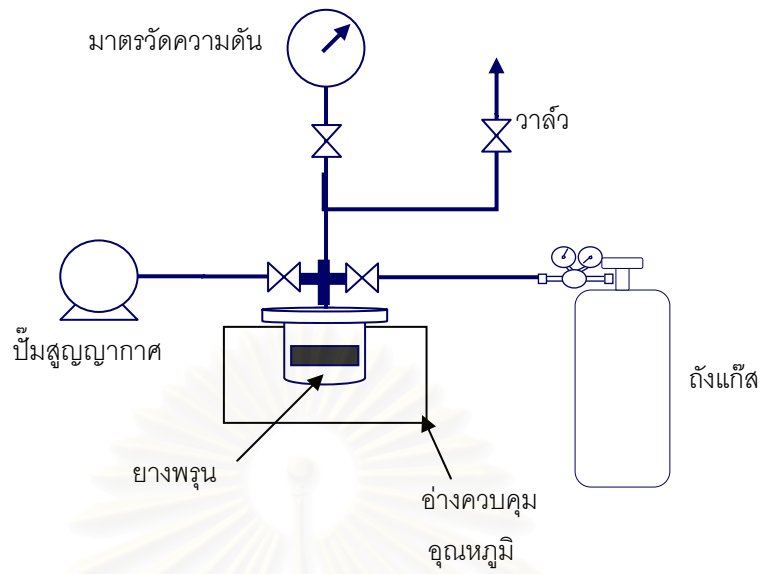 มาตรวัดความดัน
วาล์ว
ปั๊มสูญญากาศ
ถังแก๊ส
ยางพรุน
อ่างควบคุม
อุณหภูมิ